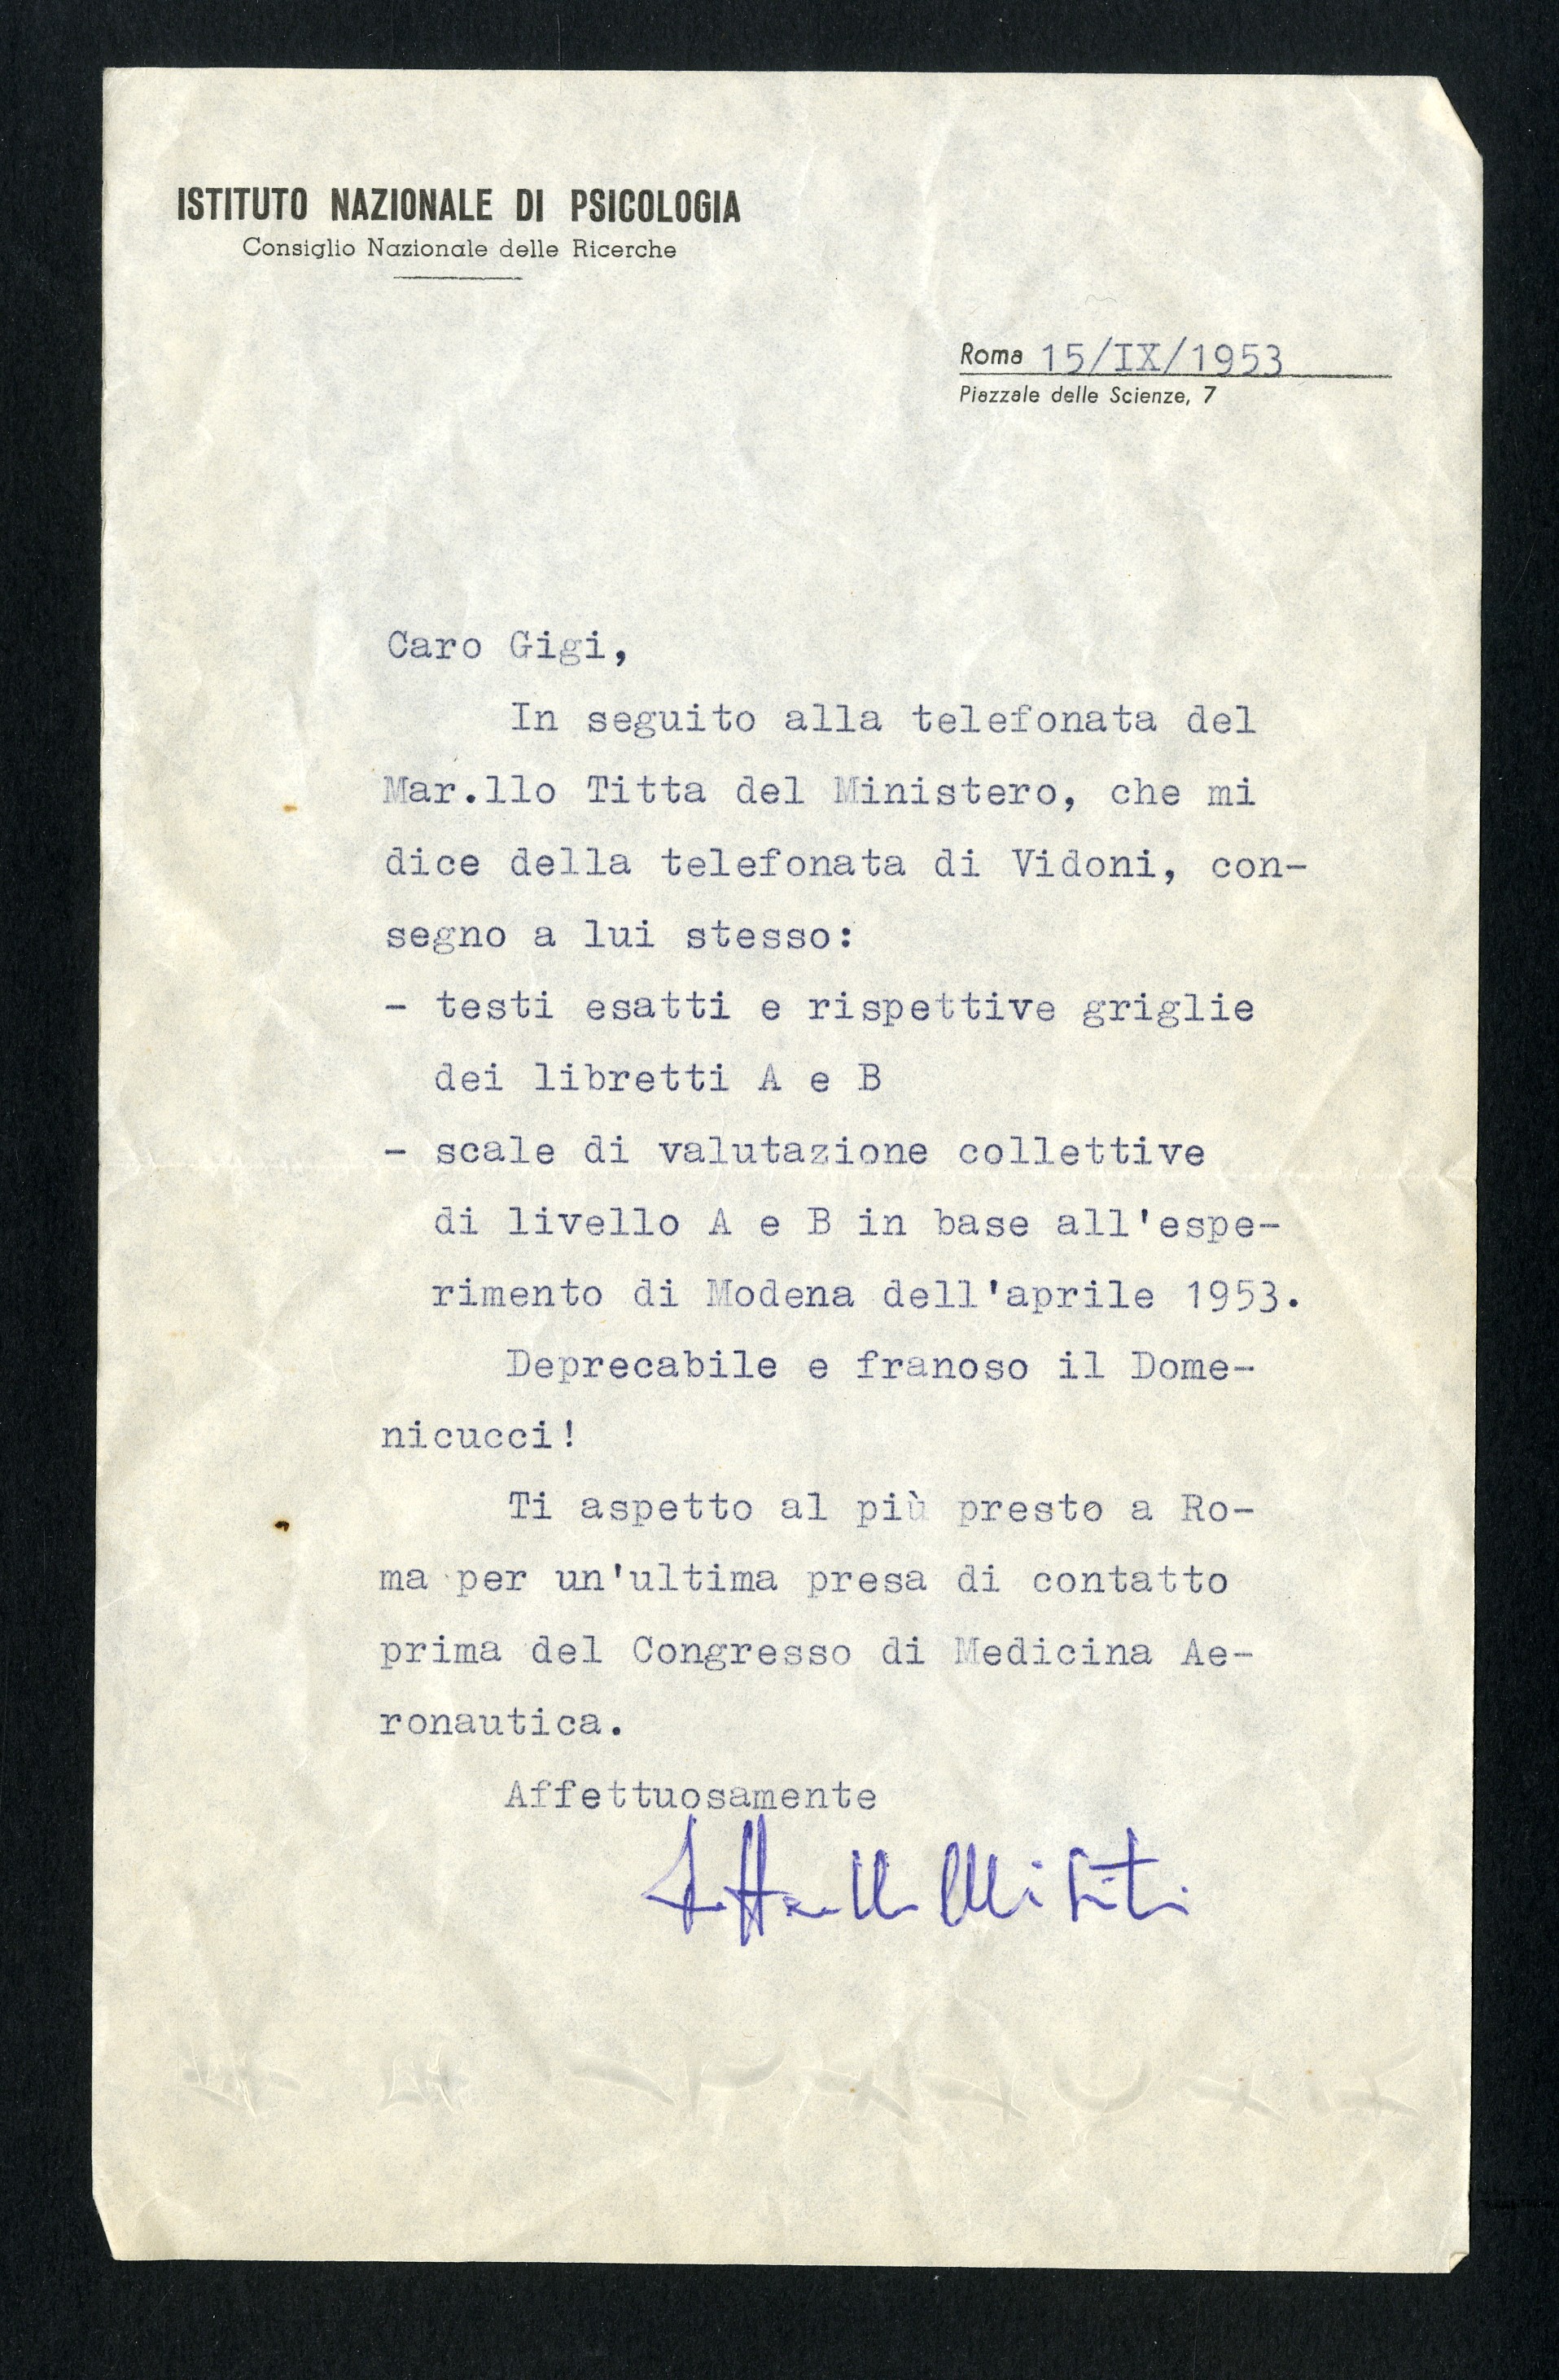 ISTITUTO NAZIONALE DI PSICOLOGIA
Consiglio Nazionale delle Ricerche
Roma 15/IX/1953
Piazzale delle Scienze, 7
Caro Gigi,
In seguito alla telefonata del
Mar.llo Titta del Ministero, che mi
dice della telefonata di Vidoni, con-
segno a lui stesso:
- testi esatti e rispettive griglie
dei libretti A e B
- scale di valutazione collettive
di livello A e B in base all'espe-
rimento di Modena dell'aprile 1953.
Deprecabile e franoso il Dome-
nicucci!
Ti aspetto al più presto a Ro-
ma per un'ultima presa di contatto
prima del Congresso di Medicina Ae-
ronautica.
Affettuosamente
Raffaello Misiti